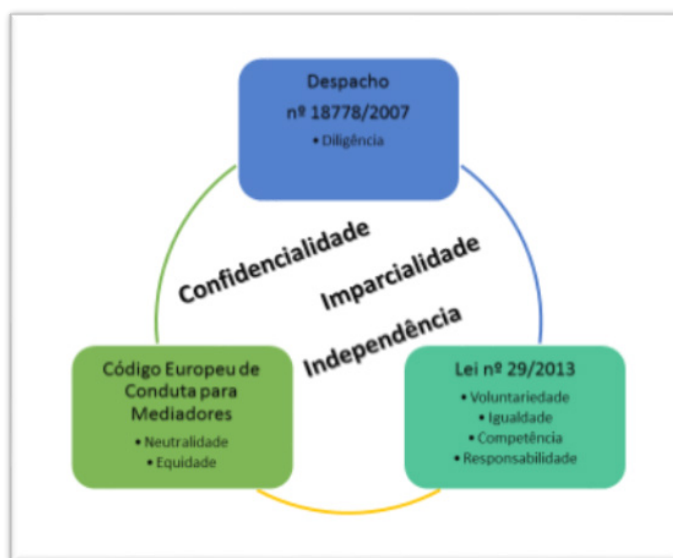 Despacho
nº 18778/2007
• Diligência
Confidencialidade
Imparcialidade
Independência
Código Europeu de
Conduta para
Mediadores
• Neutralidade
• Equidade
Lei nº 29/2013
• Voluntariedade
• Igualdade
• Competência
• Responsabilidade